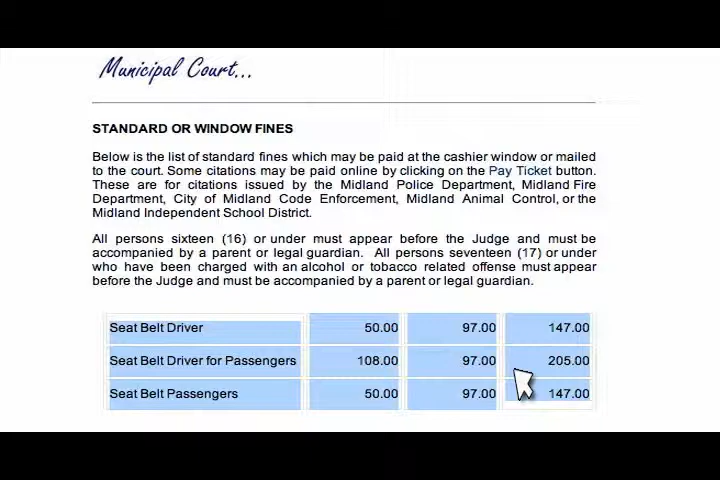 Municipal Court...
STANDARD OR WINDOW FINES
Below is the list of standard fines which may be paid at the cashier window or mailed
to the court. Some citations may be paid online by clicking on the Pay Ticket button.
These are for citations issued by the Midland Police Department, Midland Fire
Department, City of Midland Code Enforcement, Midland Animal Control, or the
Midland Independent School District.
All persons sixteen (16) or under must appear before the Judge and must be
accompanied by a parent or legal guardian. All persons seventeen (17) or under
who have been charged with an alcohol or tobacco related offense must appear
before the Judge and must be accompanied by a parent or legal guardian.
Seat Belt Driver 50.00 97.00 147.00
Seat Belt Driver for Passengers 108.00 97.00 205.00
Seat Belt Passengers 50.00 97.00 147.00